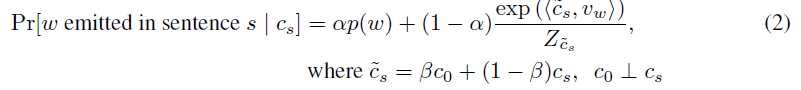 Pr[w emitted in sentence s | c_s] = αp(w) + (1 − α) \frac{exp (⟨c̃_s, v_w⟩)}{Z_{c̃_s}}, (2)
where c̃_s = βc_0 + (1 − β)c_s, c_0 ⊥ c_s